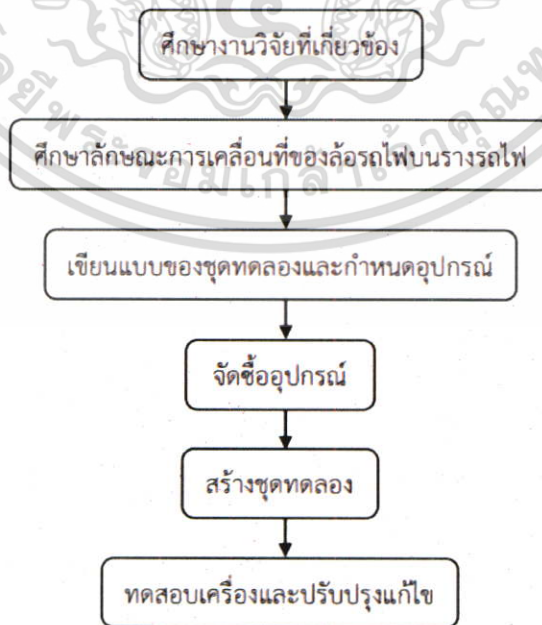 ศึกษางานวิจัยที่เกี่ยวข้อง
ศึกษาลักษณะการเคลื่อนที่ของล้อรถไฟบนรางรถไฟ
เขียนแบบของชุดทดลองและกำหนดอุปกรณ์
จัดซื้ออุปกรณ์
สร้างชุดทดลอง
ทดสอบเครื่องและปรับปรุงแก้ไข